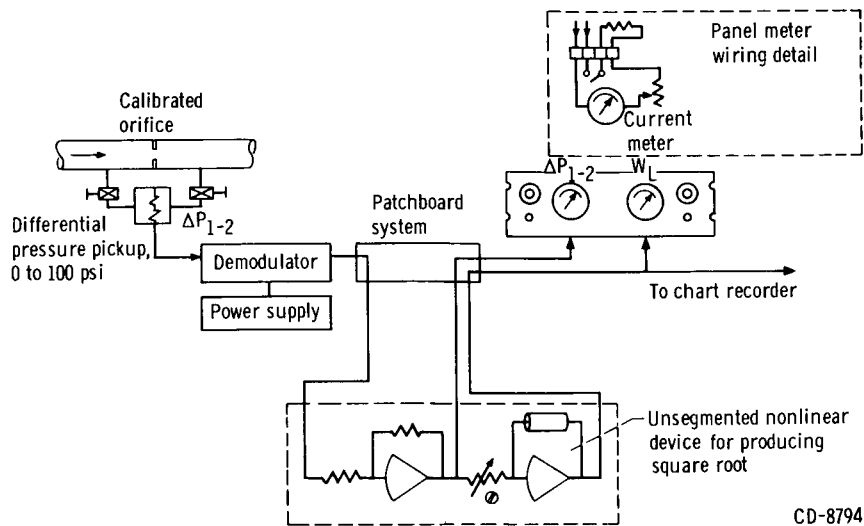 Panel meter
wiring detail
Current
meter
Calibrated
orifice
ΔP1-2
WL
Patchboard
system
ΔP1-2
Differential
pressure pickup,
0 to 100 psi
Demodulator
Power supply
To chart recorder
Unsegmented nonlinear
device for producing
square root
CD-8794